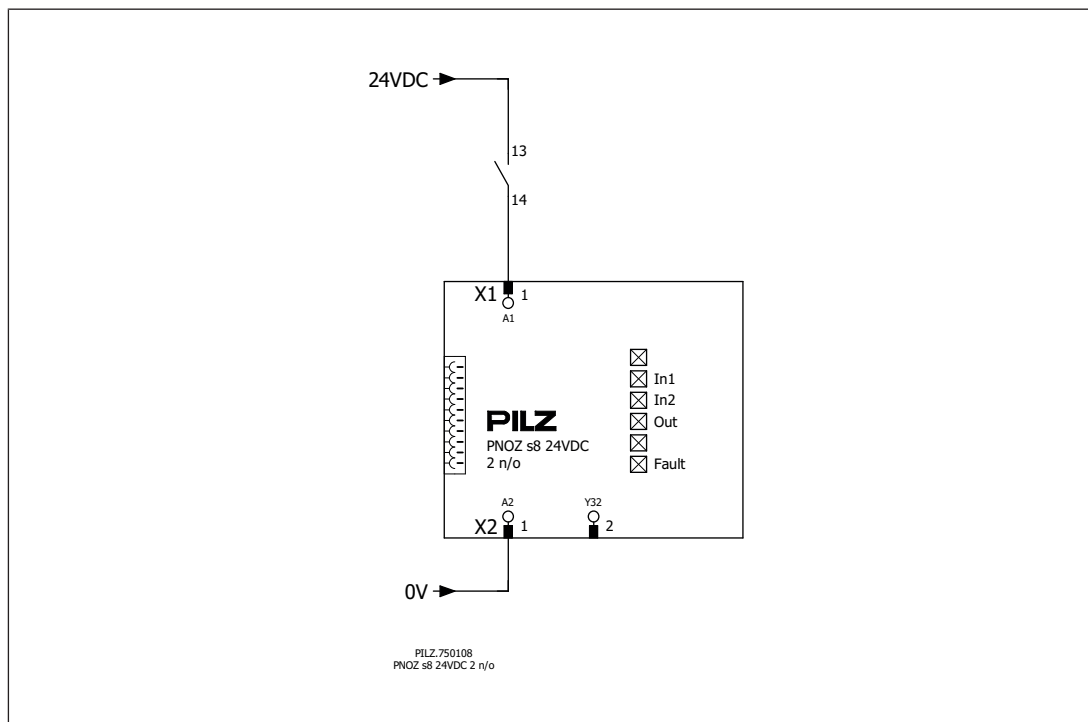 24VDC
13
14
X1 1
A1
In1
In2
PILZ Out
PNOZ s8 24VDC
2 n/o Fault
A2 Y32
X2 1 2
0V
PILZ.750108
PNOZ s8 24VDC 2 n/o